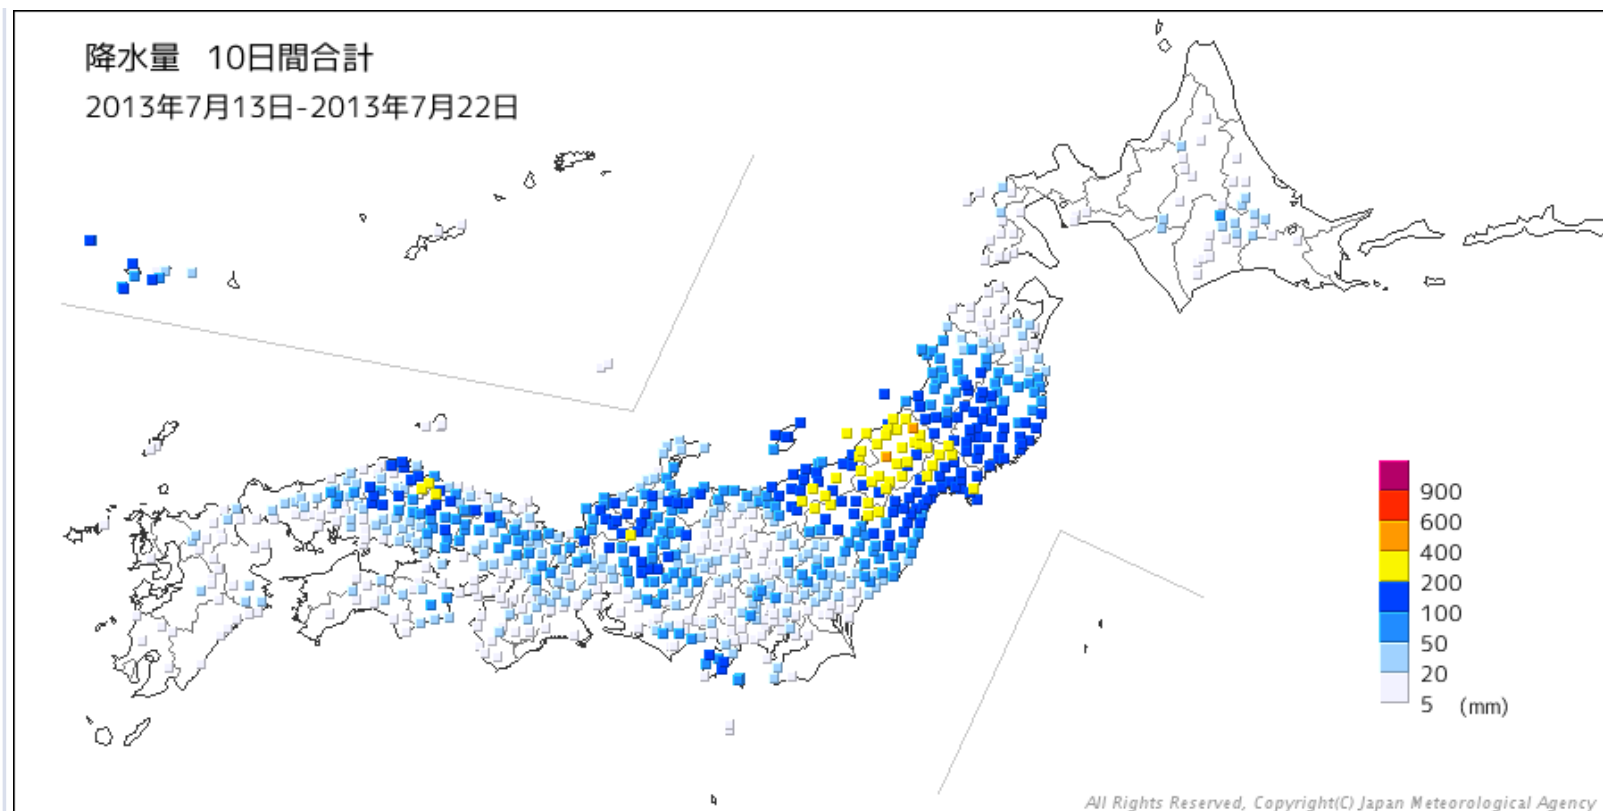 降水量 10日間合計
2013年7月13日-2013年7月22日
900
600
400
200
100
50
20
5 (mm)
All Rights Reserved, Copyright(C) Japan Meteorological Agency